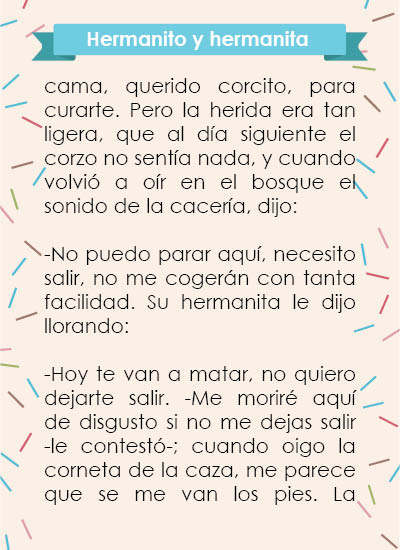 Hermanito y hermanita
cama, querido corcito, para
curarte. Pero la herida era tan
ligera, que al día siguiente el
corzo no sentía nada, y cuando
volvió a oír en el bosque el
sonido de la cacería, dijo:
-No puedo parar aquí, necesito
salir, no me cogerán con tanta
facilidad. Su hermanita le dijo
llorando:
-Hoy te van a matar, no quiero
dejarte salir. -Me moriré aquí
de disgusto si no me dejas salir
-le contestó-; cuando oigo la
corneta de la caza, me parece
que se me van los pies. La